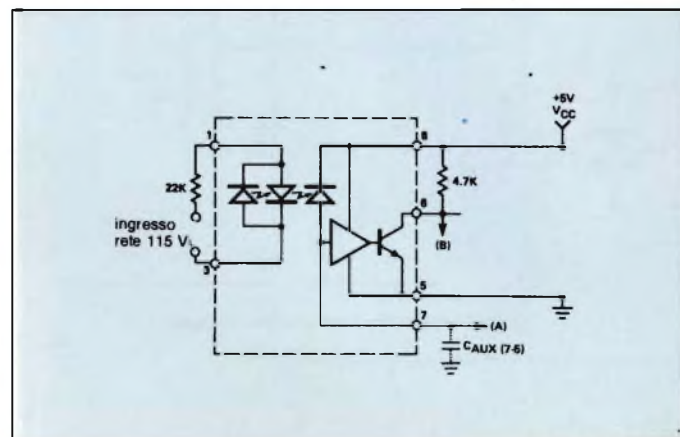 +5V
VCC
1
8
22K
4.7K
6
ingresso
rete 115 V
(B)
3
5
7
(A)
CAUX (7-5)